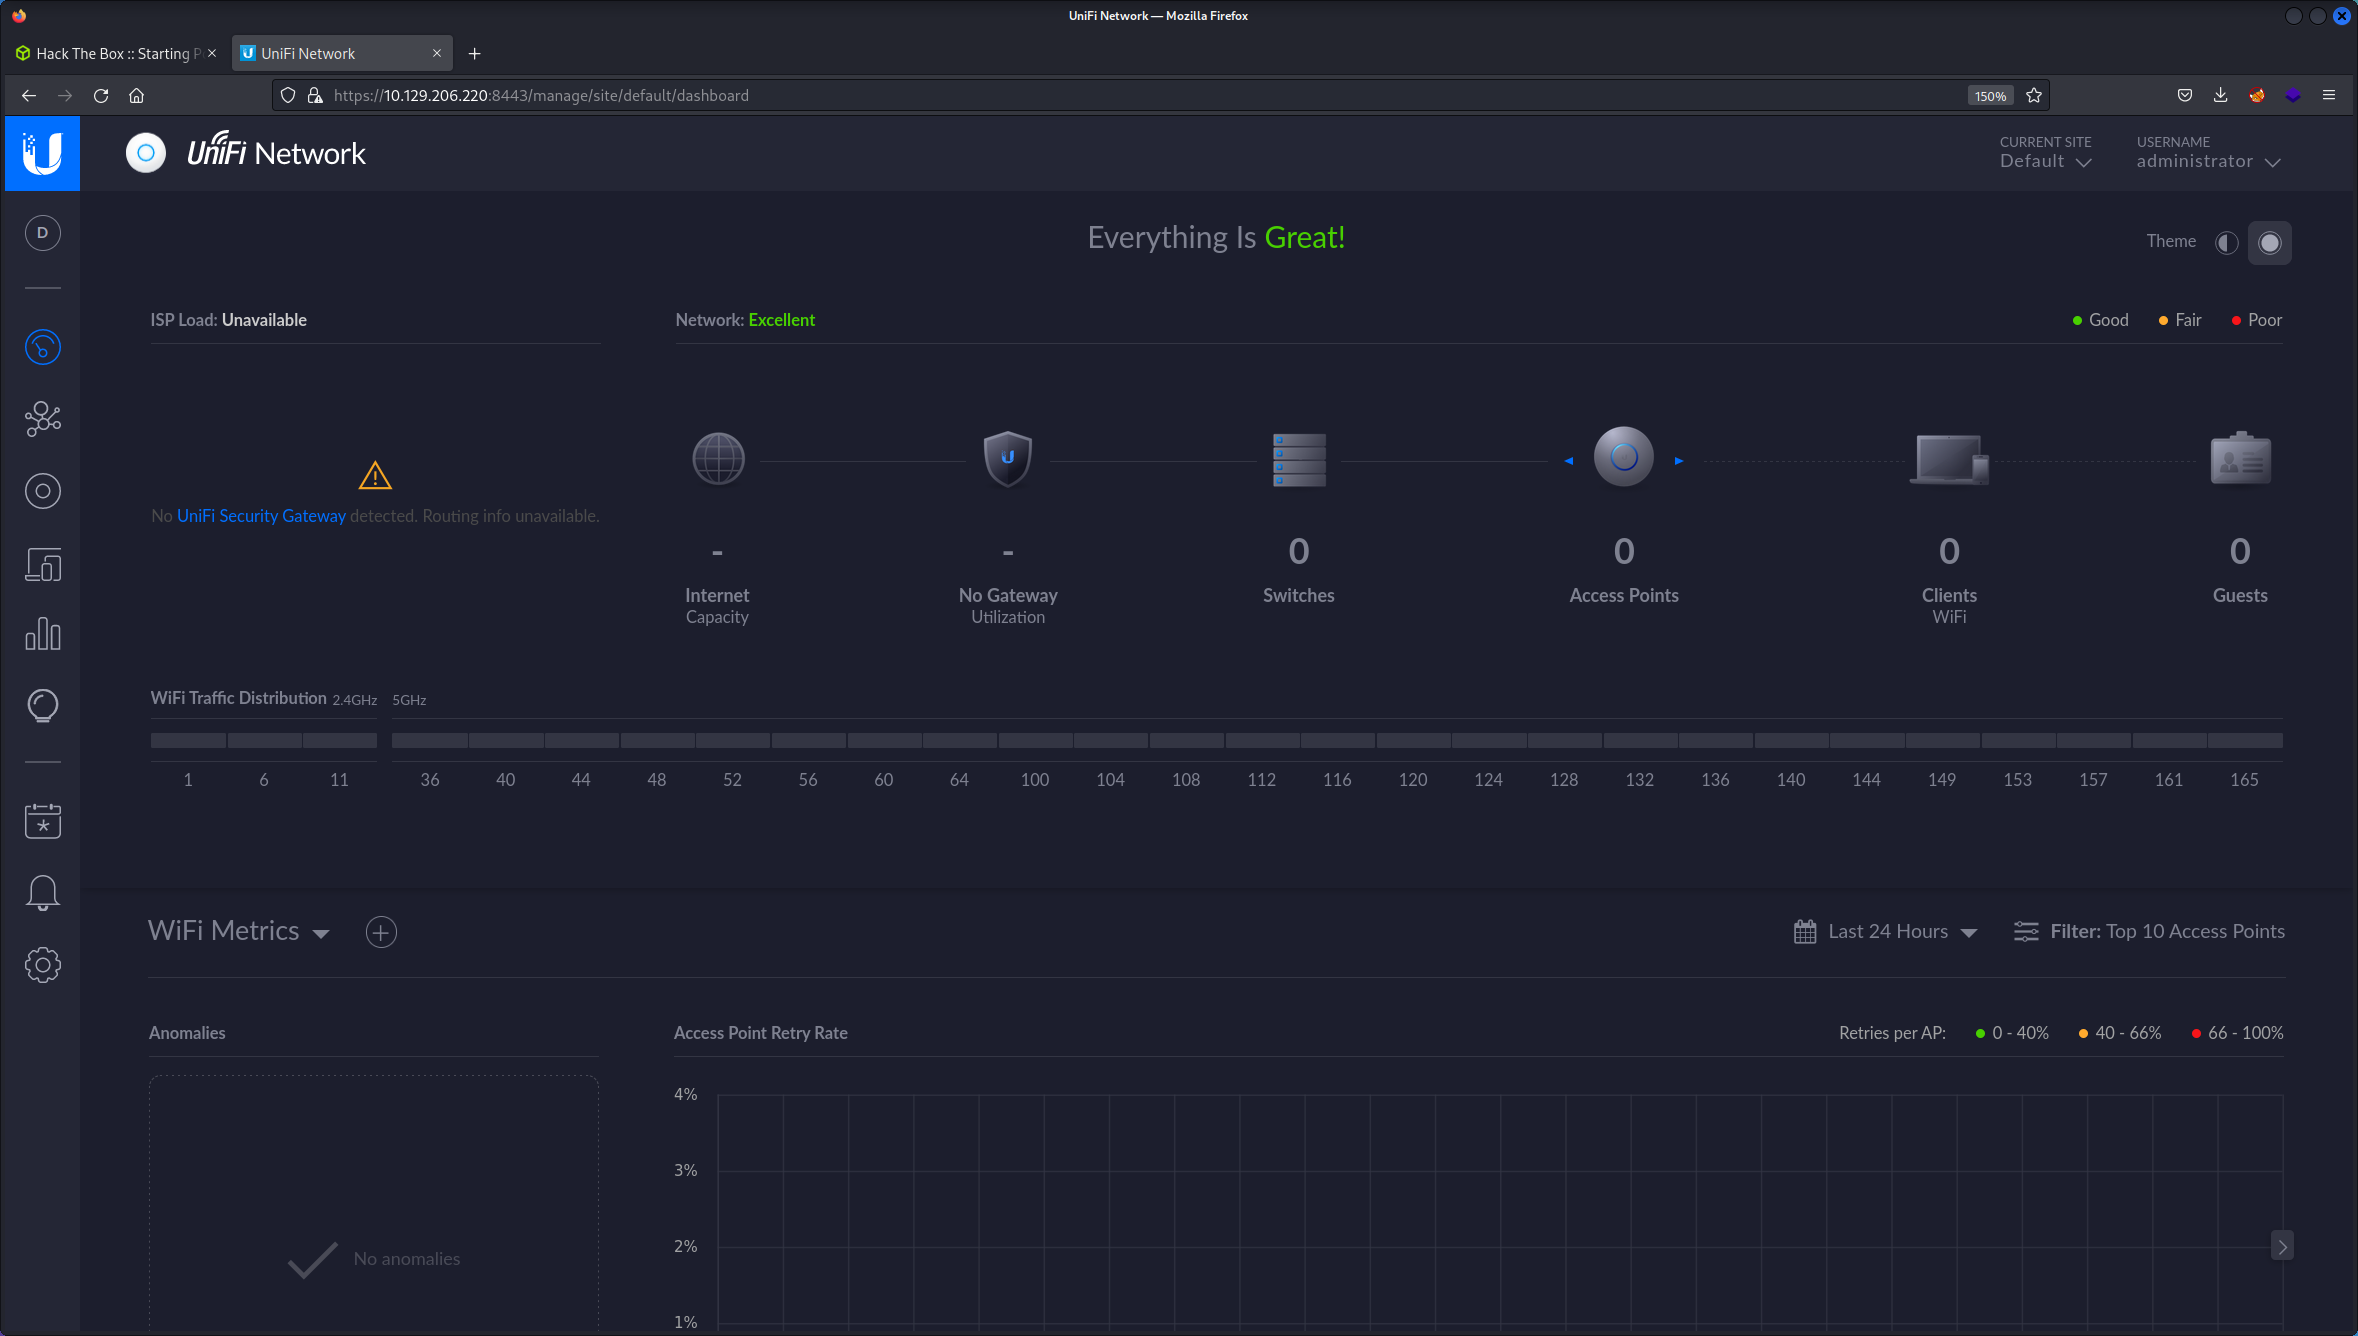 UniFi Network — Mozilla Firefox
Hack The Box :: Starting P
UniFi Network
https://10.129.206.220:8443/manage/site/default/dashboard
150%
UniFi Network
CURRENT SITE
Default
USERNAME
administrator
D
Everything Is Great!
Theme
ISP Load: Unavailable
Network: Excellent
Good
Fair
Poor
No UniFi Security Gateway detected. Routing info unavailable.
- - 0 0 0 0
Internet No Gateway Switches Access Points Clients Guests
Capacity Utilization WiFi
WiFi Traffic Distribution 2.4GHz 5GHz
1 6 11 36 40 44 48 52 56 60 64 100 104 108 112 116 120 124 128 132 136 140 144 149 153 157 161 165
WiFi Metrics
Last 24 Hours
Filter: Top 10 Access Points
Anomalies
Access Point Retry Rate
Retries per AP: 0 - 40% 40 - 66% 66 - 100%
4%
3%
2%
No anomalies
1%